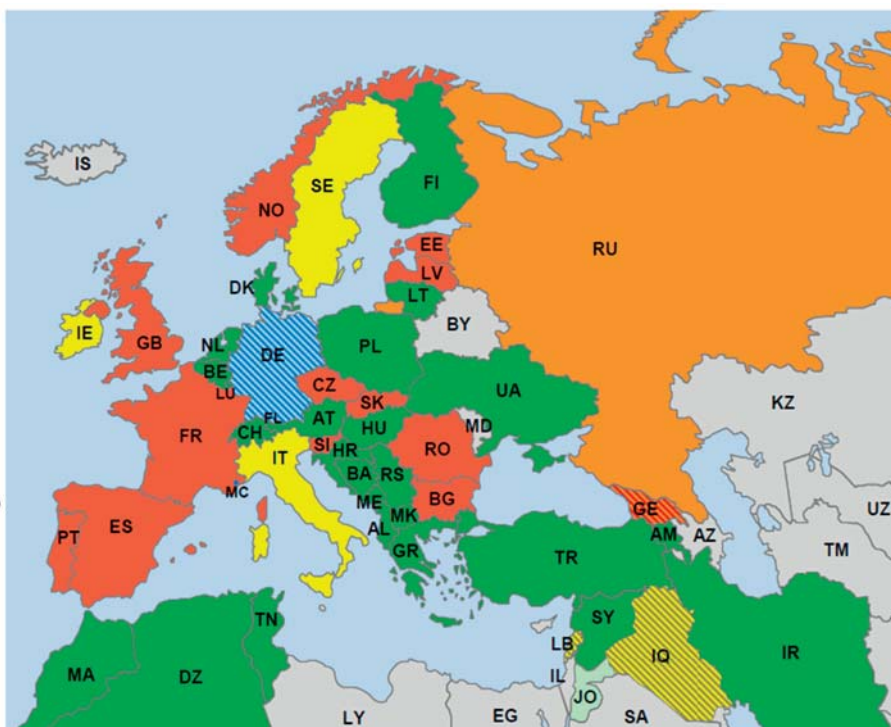 IS
SE
FI
NO
RU
EE
LV
DK
LT
IE
BY
GB
NL
DE
PL
BE
UA
LU
CZ
KZ
SK
FL
AT
FR
CH
HU
MD
SI
RO
HR
IT
BA
RS
MC
BG
UZ
ME
GE
PT
ES
MK
AZ
AL
AM
TM
GR
TR
TN
SY
LB
IQ
IR
MA
DZ
IL
JO
LY
EG
SA